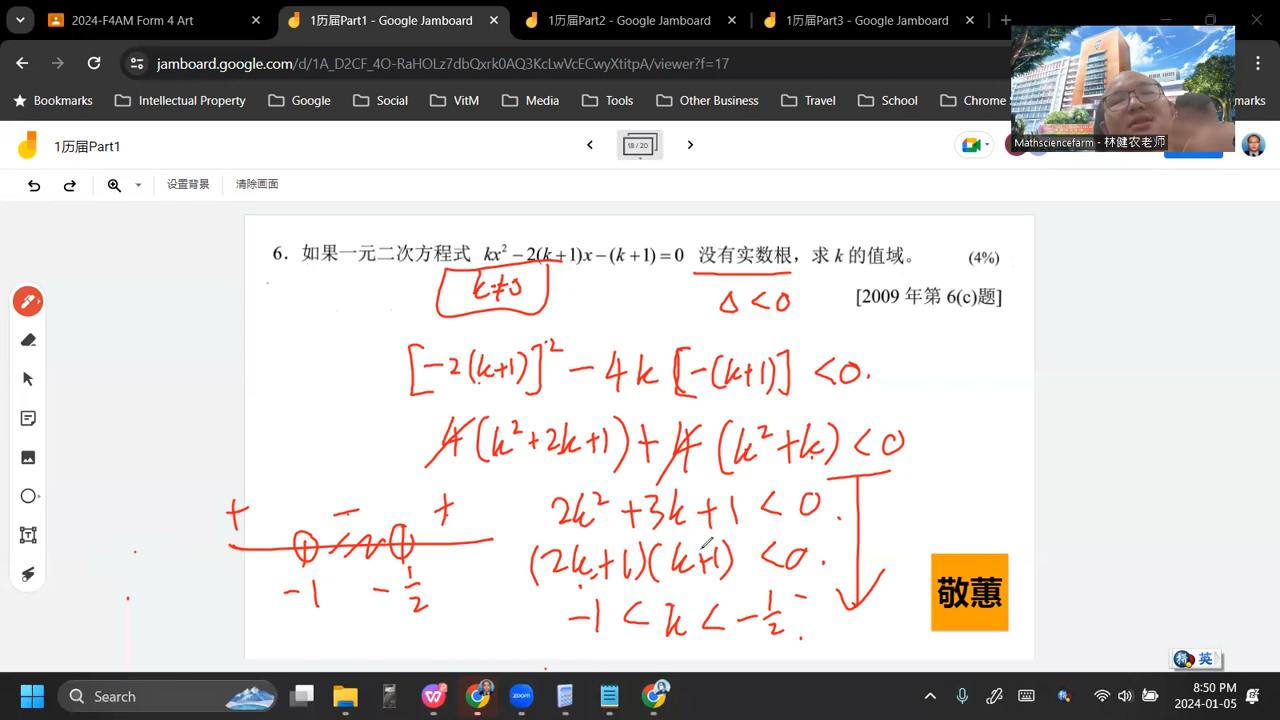 2024-F4AM Form 4 Art
1历届Part1 - Google Jamboard
1历届Part2 - Google Jamboard
1历届Part3 - Google Jamboard
jamboard.google.com/d/1A_D2CF_4O-RaHOLz7dbQxrk0AQ3KcLwVcECwyXtitpA/viewer?f=17
Bookmarks Intellectual Property Google Social VitM Media Tools Other Business Travel School Chrome marks
Mathsciencefarm - 林健农老师
1历届Part1
18 / 20
设置背景 清除画面
6. 如果一元二次方程式 kx² − 2(k+1)x − (k+1) = 0 没有实数根，求 k 的值域。 (4%)
k≠0
Δ < 0
[2009 年第 6(c)题]
[−2(k+1)]² − 4k [−(k+1)] < 0.
4(k²+2k+1) + 4(k²+k) < 0
+ − +
2k² + 3k + 1 < 0.
(2k+1)(k+1) < 0.
−1 −1/2
−1 < k < −1/2.
敬蕙
英
Search
8:50 PM
2024-01-05